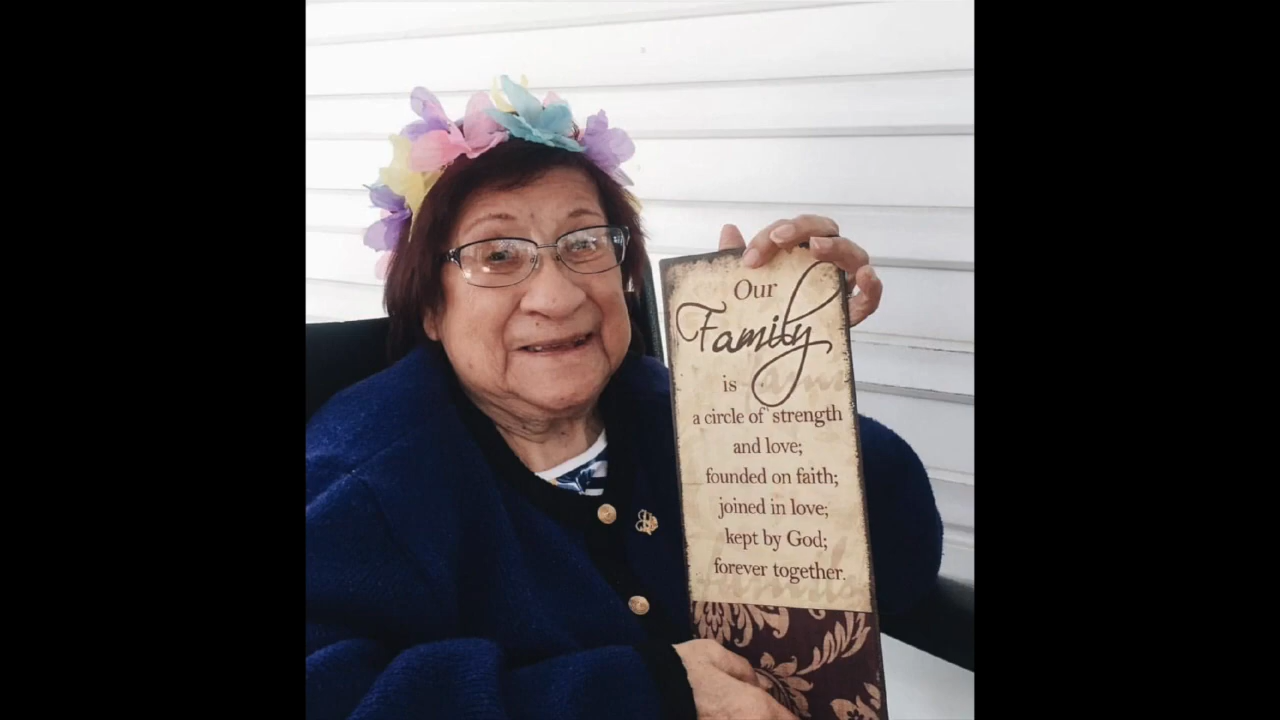 Our
Family
is
a circle of strength
and love;
founded on faith;
joined in love;
kept by God;
forever together.